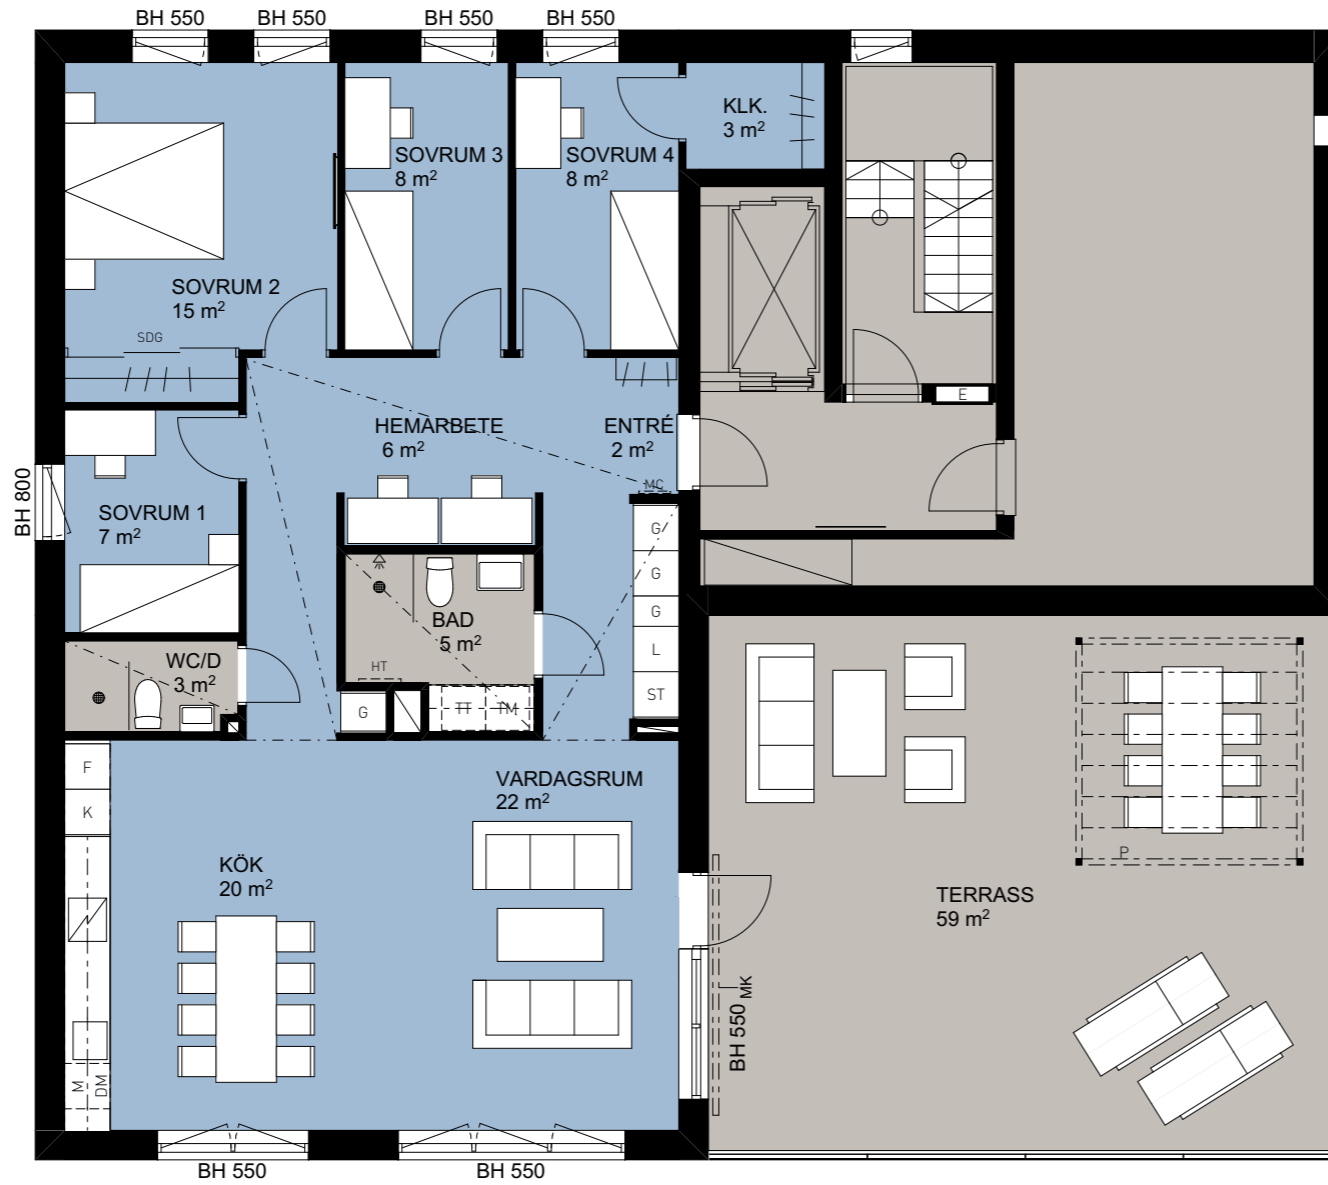 BH 550
BH 550
BH 550
BH 550
KLK.
3 m²
SOVRUM 3
8 m²
SOVRUM 4
8 m²
SOVRUM 2
15 m²
SDG
E
HEMARBETE
6 m²
ENTRÉ
2 m²
MC
BH 800
SOVRUM 1
7 m²
G
G
G
L
ST
BAD
5 m²
WC/D
3 m²
HT
G
TT
TM
F
K
VARDAGSRUM
22 m²
KÖK
20 m²
P
TERRASS
59 m²
BH 550
MK
M
DM
BH 550
BH 550